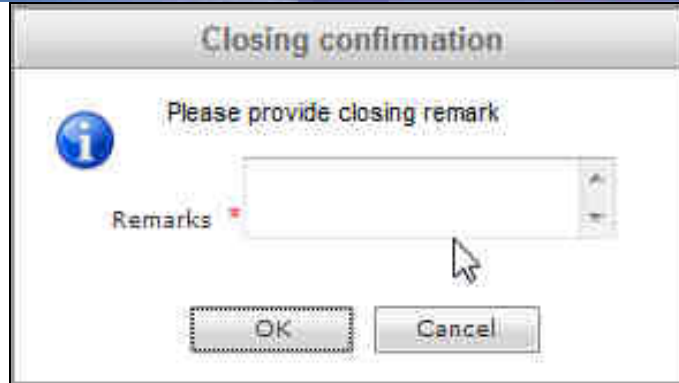 Closing confirmation
Please provide closing remark
Remarks *
OK Cancel